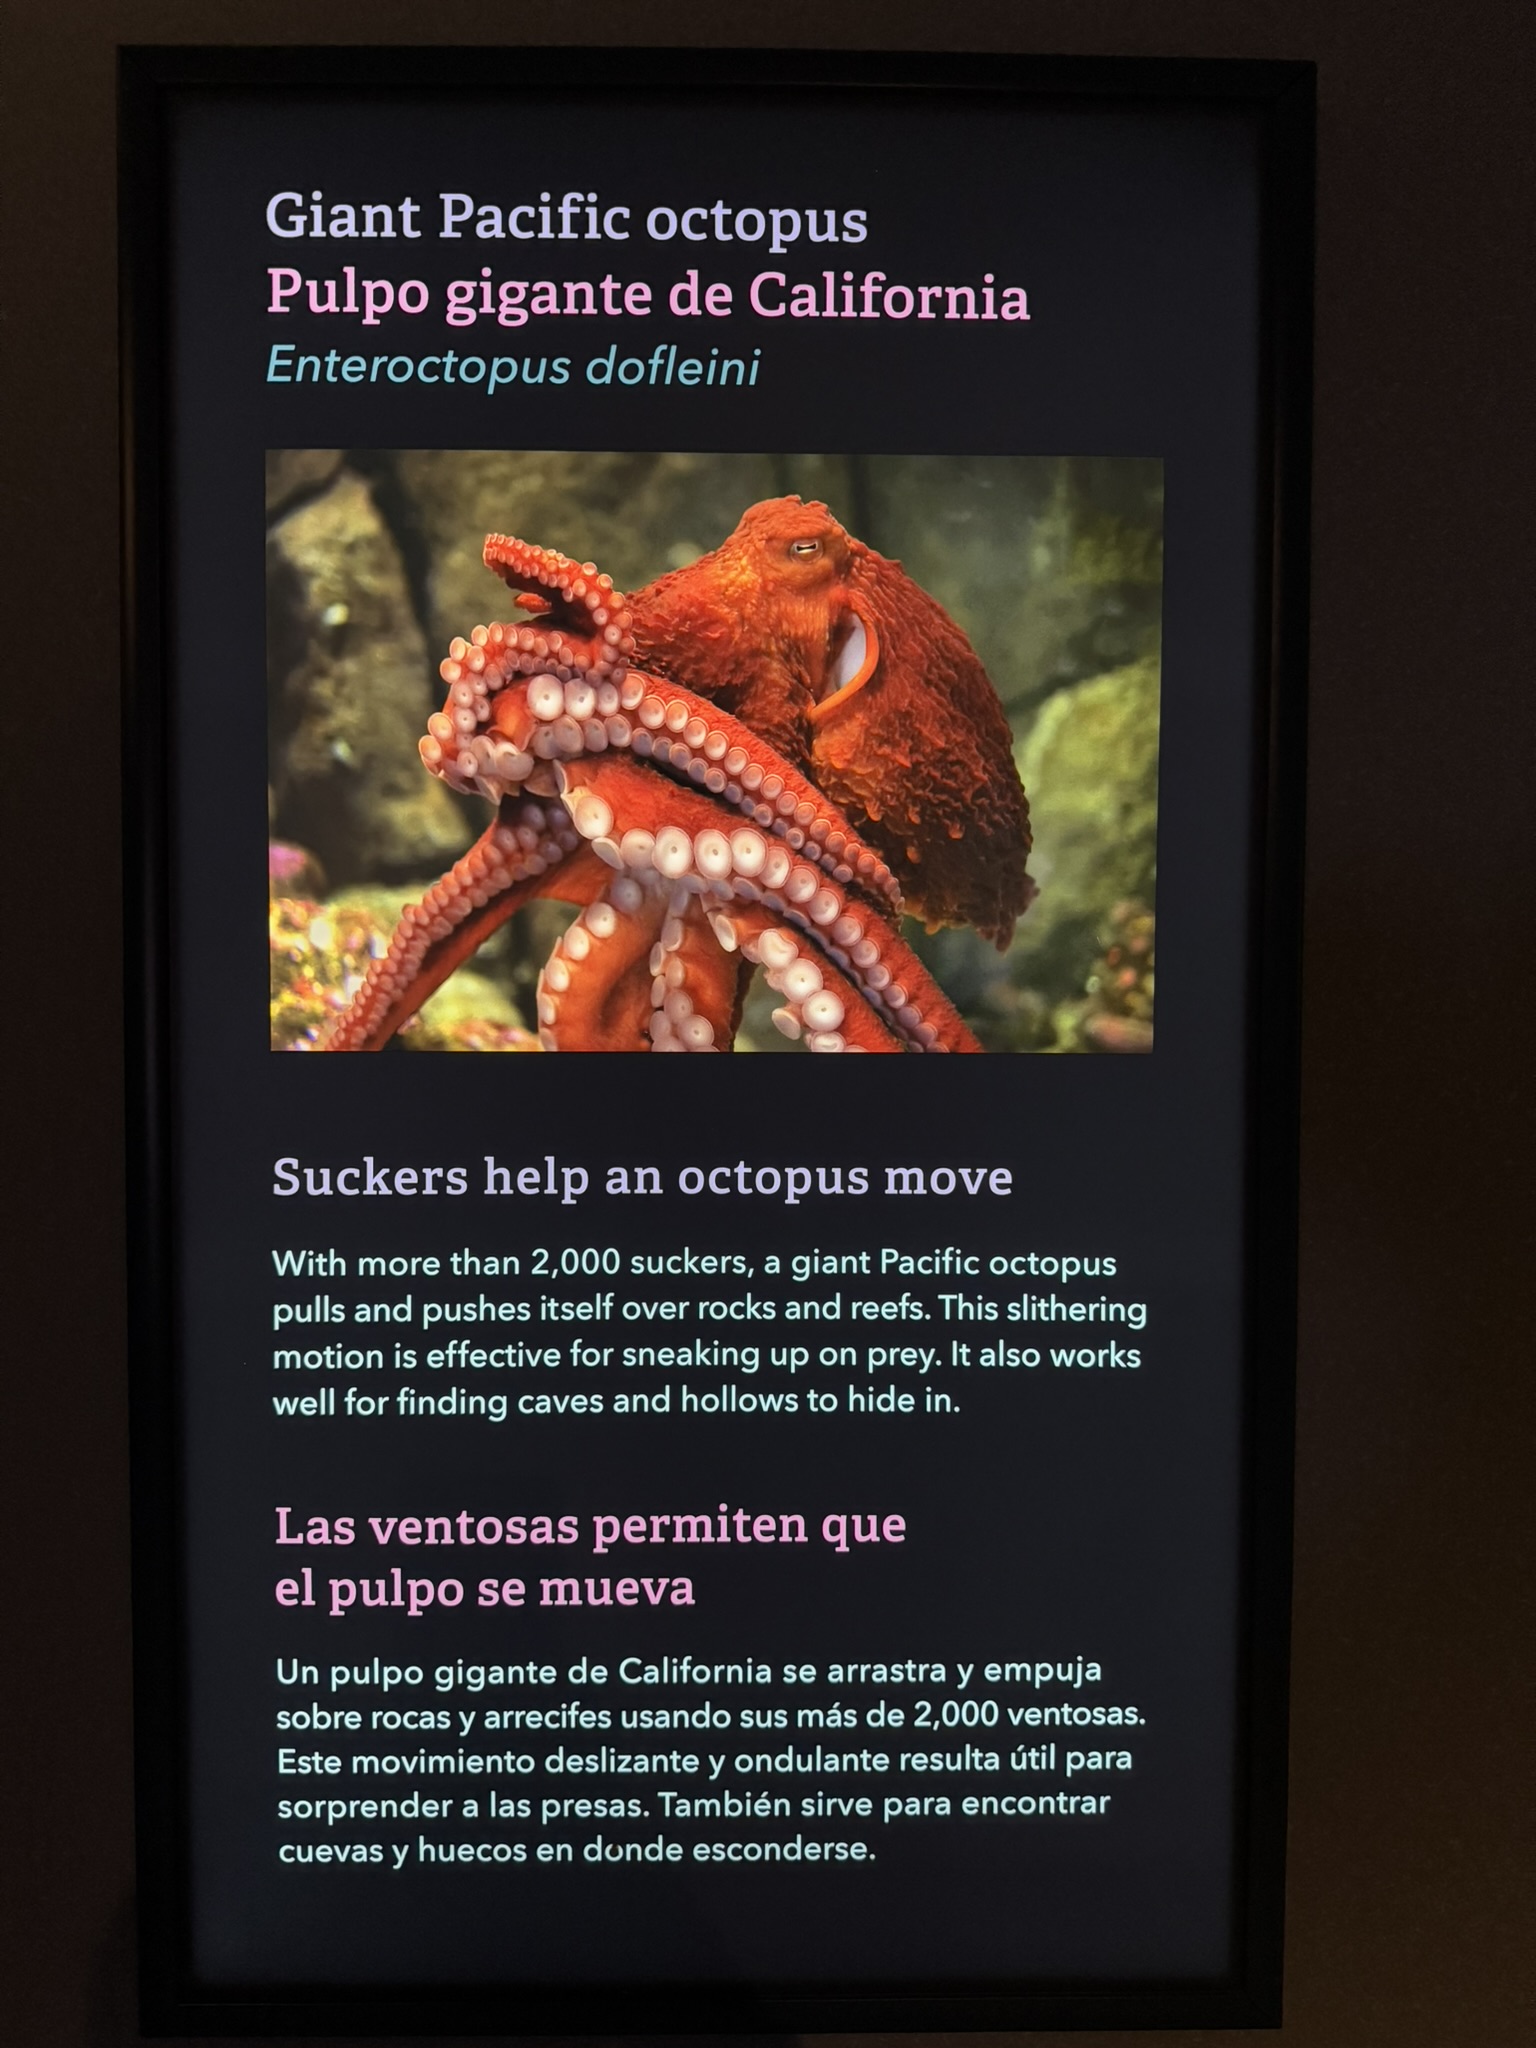 Giant Pacific octopus
Pulpo gigante de California
Enteroctopus dofleini
Suckers help an octopus move
With more than 2,000 suckers, a giant Pacific octopus
pulls and pushes itself over rocks and reefs. This slithering
motion is effective for sneaking up on prey. It also works
well for finding caves and hollows to hide in.
Las ventosas permiten que
el pulpo se mueva
Un pulpo gigante de California se arrastra y empuja
sobre rocas y arrecifes usando sus más de 2,000 ventosas.
Este movimiento deslizante y ondulante resulta útil para
sorprender a las presas. También sirve para encontrar
cuevas y huecos en donde esconderse.